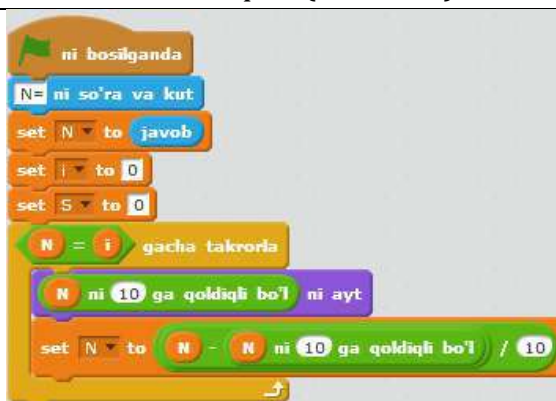 ni bosilganda
N= ni so'ra va kut
set N to javob
set i to 0
set S to 0
N = i gacha takrorla
N ni 10 ga qoldiqli bo'l ni ayt
set N to N - N ni 10 ga qoldiqli bo'l / 10